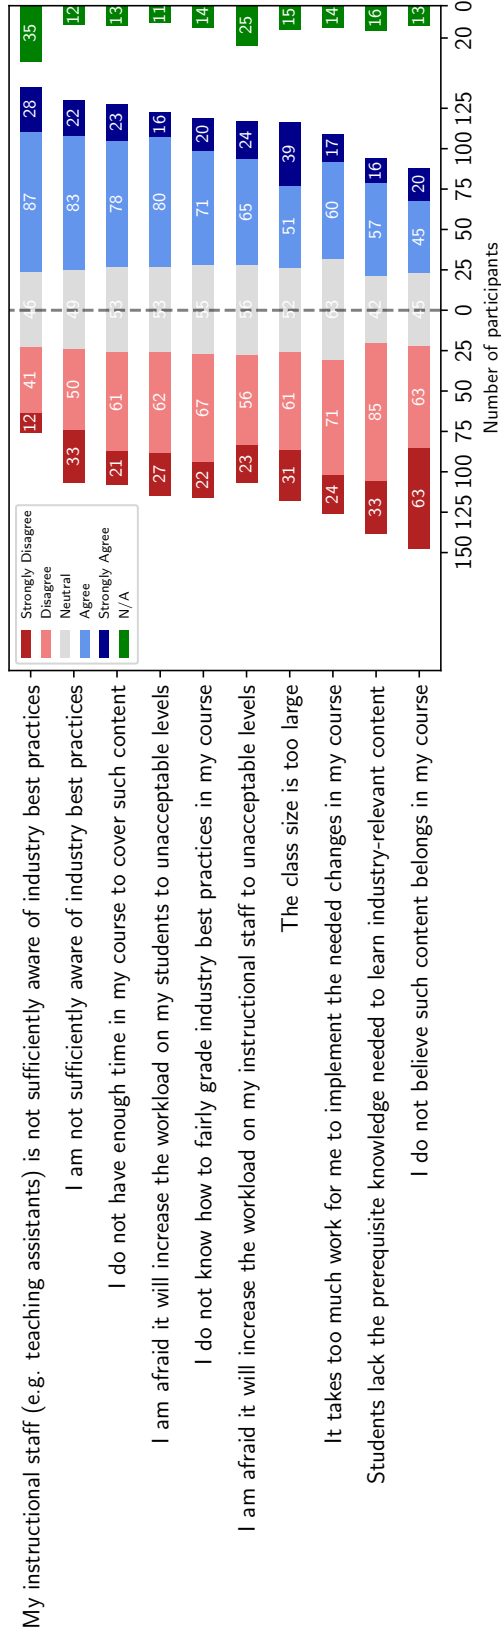 My instructional staff (e.g. teaching assistants) is not sufficiently aware of industry best practices 12 41 46 87 28 35
I am not sufficiently aware of industry best practices 33 50 49 83 22 12
I do not have enough time in my course to cover such content 21 61 53 78 23 13
I am afraid it will increase the workload on my students to unacceptable levels 27 62 53 80 16 11
I do not know how to fairly grade industry best practices in my course 22 67 55 71 20 14
I am afraid it will increase the workload on my instructional staff to unacceptable levels 23 56 56 65 24 25
The class size is too large 31 61 52 51 39 15
It takes too much work for me to implement the needed changes in my course 24 71 63 60 17 14
Students lack the prerequisite knowledge needed to learn industry-relevant content 33 85 42 57 16 16
I do not believe such content belongs in my course 63 63 45 45 20 13
Strongly Disagree
Disagree
Neutral
Agree
Strongly Agree
N/A
150 125 100 75 50 25 0 25 50 75 100 125 20 0
Number of participants